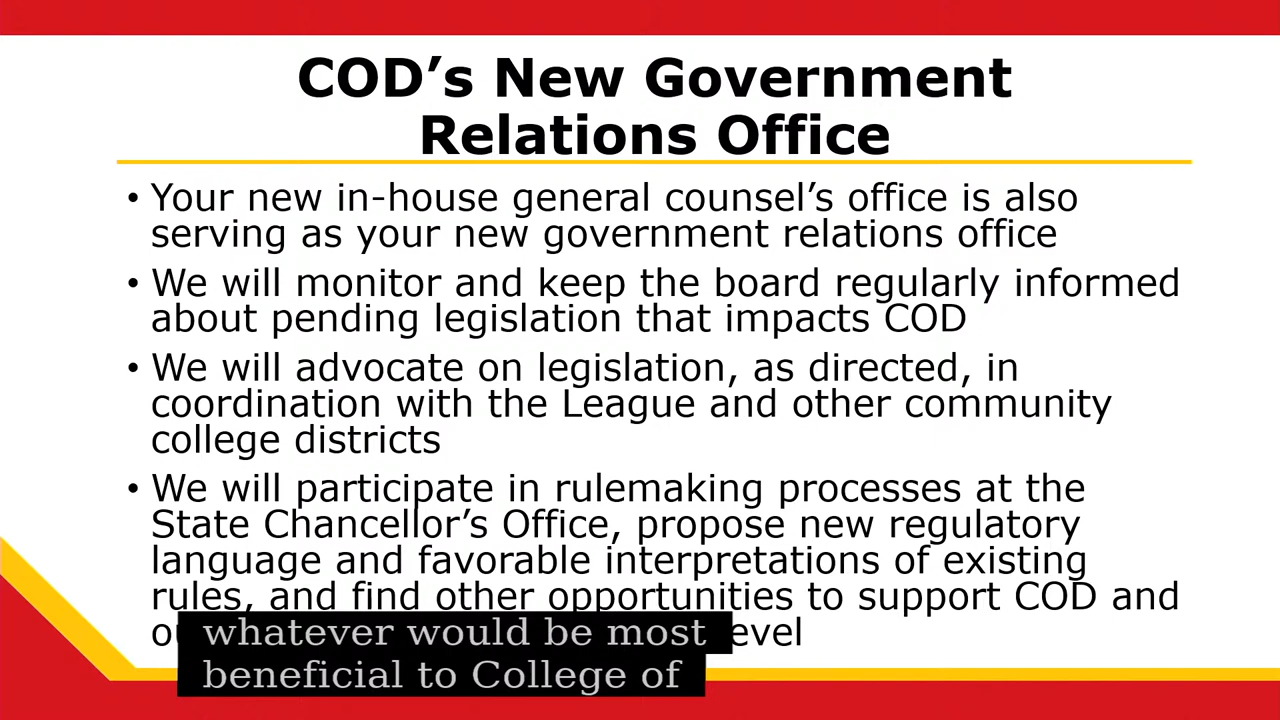 COD’s New Government
Relations Office
• Your new in-house general counsel’s office is also
serving as your new government relations office
• We will monitor and keep the board regularly informed
about pending legislation that impacts COD
• We will advocate on legislation, as directed, in
coordination with the League and other community
college districts
• We will participate in rulemaking processes at the
State Chancellor’s Office, propose new regulatory
language and favorable interpretations of existing
rules, and find other opportunities to support COD and
whatever would be most
beneficial to College of